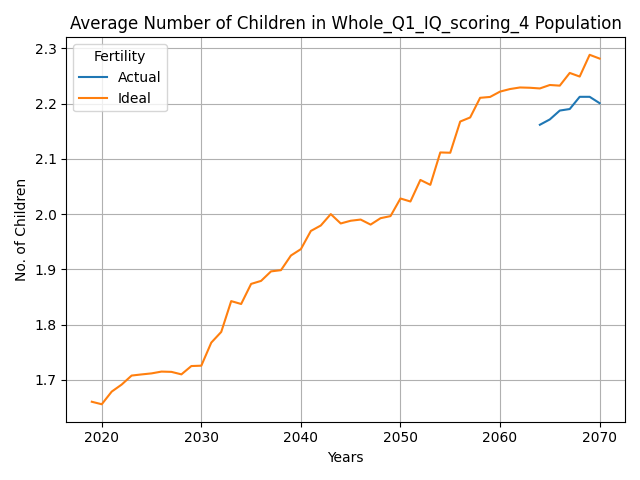 Average Number of Children in Whole_Q1_IQ_scoring_4 Population
Fertility
Actual
Ideal
No. of Children
2.3
2.2
2.1
2.0
1.9
1.8
1.7
2020 2030 2040 2050 2060 2070
Years